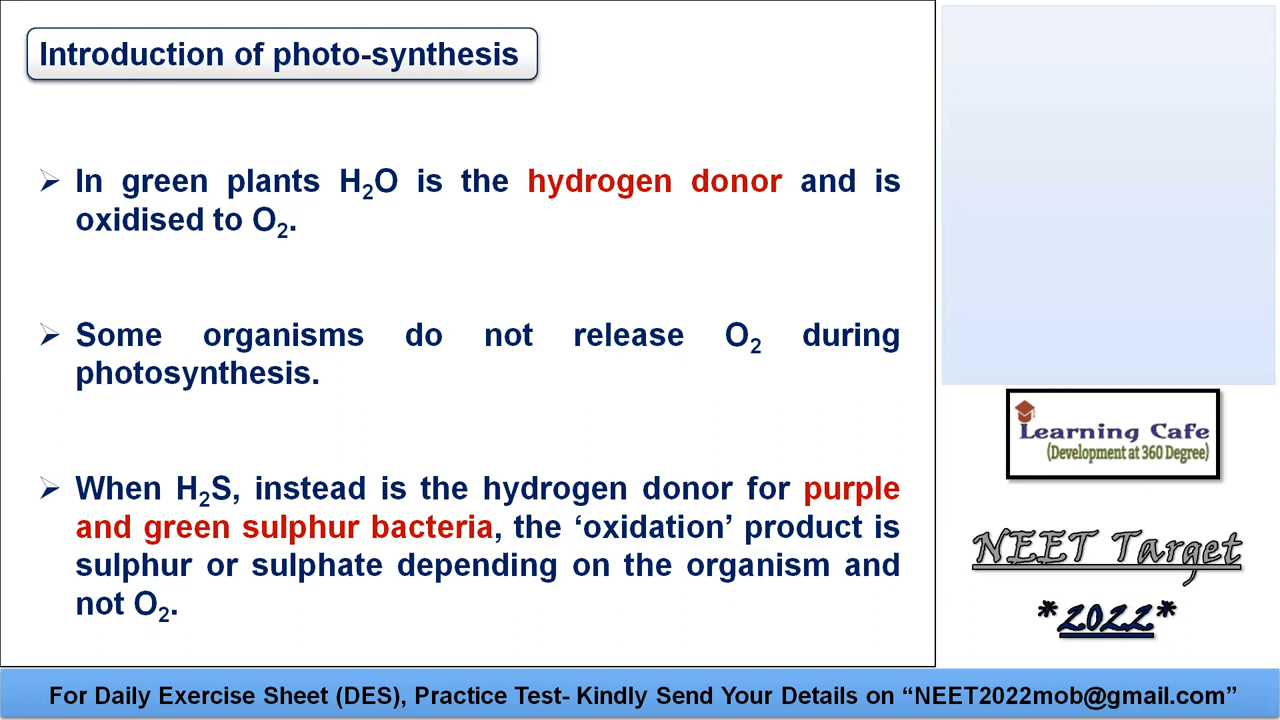 Introduction of photo-synthesis
➢ In green plants H₂O is the hydrogen donor and is
oxidised to O₂.
➢ Some organisms do not release O₂ during
photosynthesis.
➢ When H₂S, instead is the hydrogen donor for purple
and green sulphur bacteria, the ‘oxidation’ product is
sulphur or sulphate depending on the organism and
not O₂.
Learning Cafe
(Development at 360 Degree)
NEET Target
*2022*
For Daily Exercise Sheet (DES), Practice Test- Kindly Send Your Details on “NEET2022mob@gmail.com”